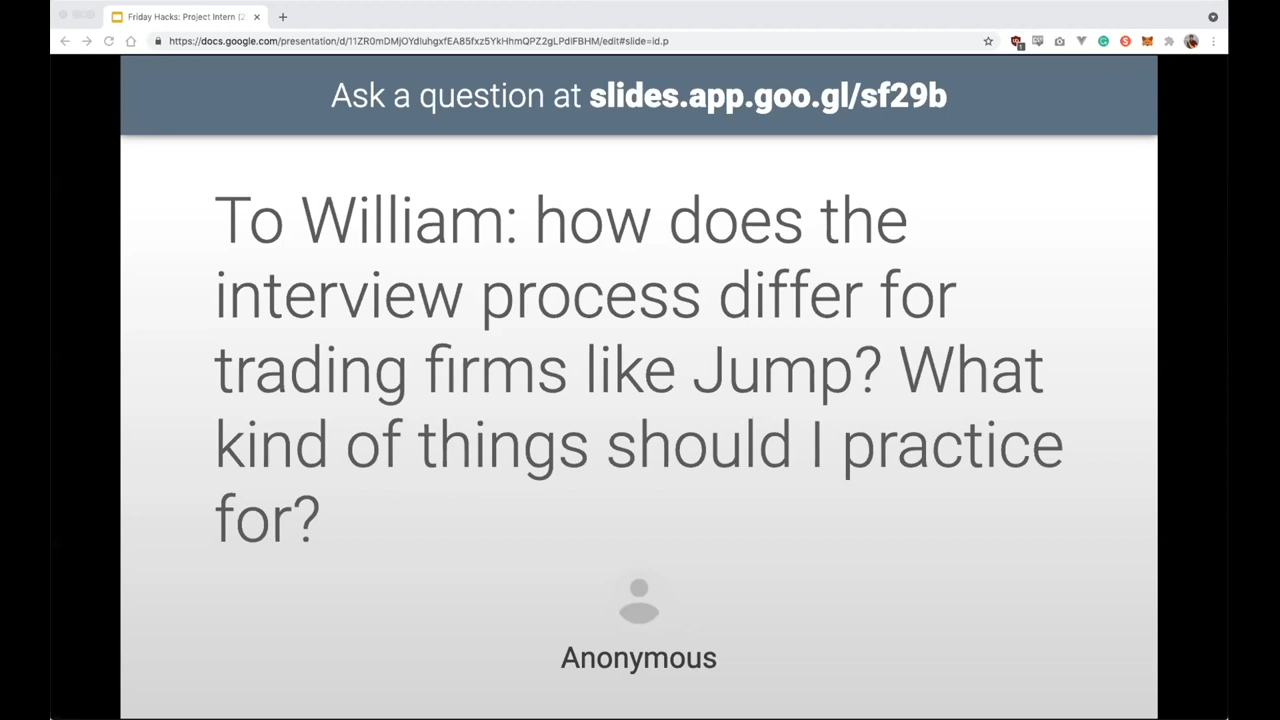 Friday Hacks: Project Intern (2
https://docs.google.com/presentation/d/11ZR0mDMjOYdluhgxfEA85fxz5YkHhmQPZ2gLPdiFBHM/edit#slide=id.p
Ask a question at slides.app.goo.gl/sf29b
To William: how does the
interview process differ for
trading firms like Jump? What
kind of things should I practice
for?
Anonymous